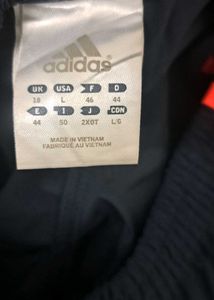 adidas
UK USA F D
18 L 46 44
E I J CDN
44 50 2XOT L/G
MADE IN VIETNAM
FABRIQUÉ AU VIETNAM